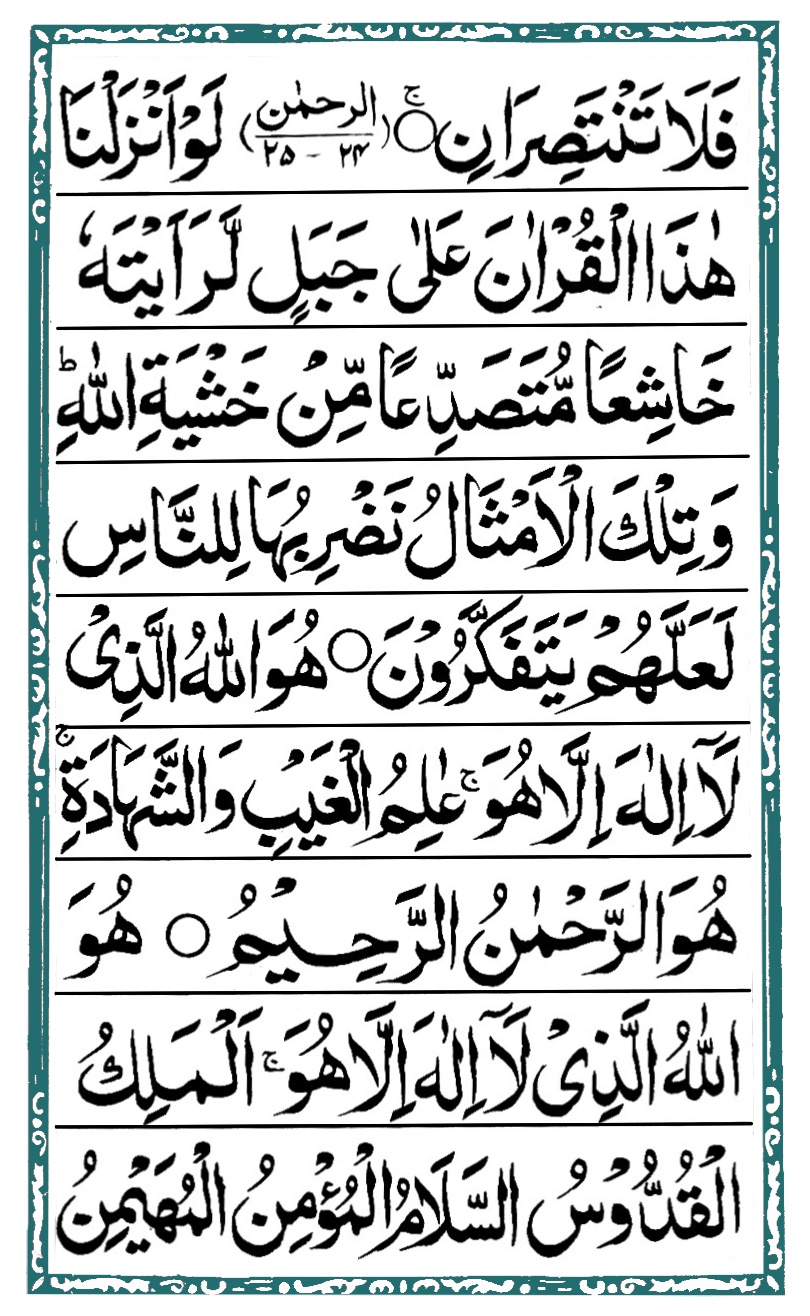 فَلَا تَنْتَصِرَانِ ۚ○ (الرحمٰن ٢٤ - ٢٥) لَوْ اَنْزَلْنَا
هٰذَا الْقُرْاٰنَ عَلٰى جَبَلٍ لَّرَاَيْتَهٗ
خَاشِعًا مُّتَصَدِّعًا مِّنْ خَشْيَةِ اللّٰهِ ؕ
وَتِلْكَ الْاَمْثَالُ نَضْرِبُهَا لِلنَّاسِ
لَعَلَّهُمْ يَتَفَكَّرُوْنَ ○ هُوَ اللّٰهُ الَّذِىْ
لَآ اِلٰهَ اِلَّا هُوَ ۚ عٰلِمُ الْغَيْبِ وَالشَّهَادَةِ ۚ
هُوَ الرَّحْمٰنُ الرَّحِيْمُ ○ هُوَ
اللّٰهُ الَّذِىْ لَآ اِلٰهَ اِلَّا هُوَ ۚ اَلْمَلِكُ
الْقُدُّوْسُ السَّلَامُ الْمُؤْمِنُ الْمُهَيْمِنُ